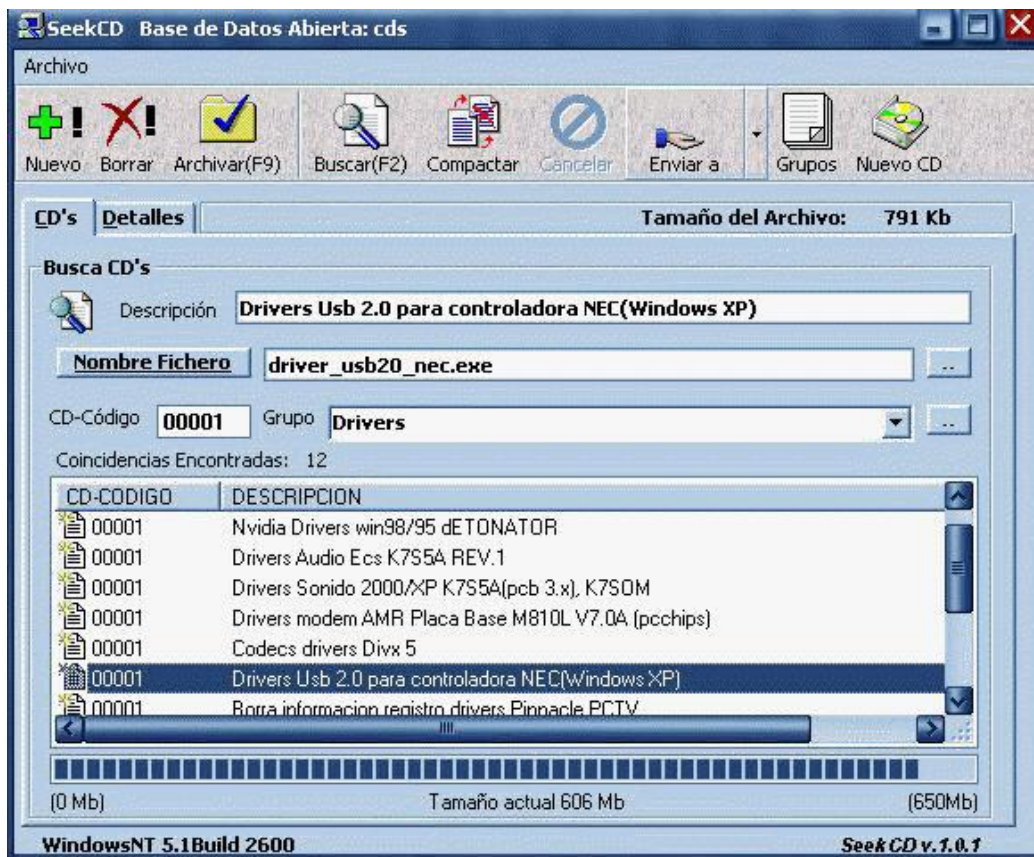 SeekCD Base de Datos Abierta: cds
Archivo
Nuevo Borrar Archivar(F9) Buscar(F2) Compactar Cancelar Enviar a Grupos Nuevo CD
CD's Detalles Tamaño del Archivo: 791 Kb
Busca CD's
Descripción Drivers Usb 2.0 para controladora NEC(Windows XP)
Nombre Fichero driver_usb20_nec.exe ..
CD-Código 00001 Grupo Drivers ..
Coincidencias Encontradas: 12
CD-CODIGO DESCRIPCION
00001 Nvidia Drivers win98/95 dETONATOR
00001 Drivers Audio Ecs K7S5A REV.1
00001 Drivers Sonido 2000/XP K7S5A(pcb 3.x), K7SOM
00001 Drivers modem AMR Placa Base M810L V7.0A (pcchips)
00001 Codecs drivers Divx 5
00001 Drivers Usb 2.0 para controladora NEC(Windows XP)
00001 Borra informacion registro drivers Pinnacle PCTV
(0 Mb) Tamaño actual 606 Mb (650Mb)
WindowsNT 5.1Build 2600 SeekCD v.1.0.1